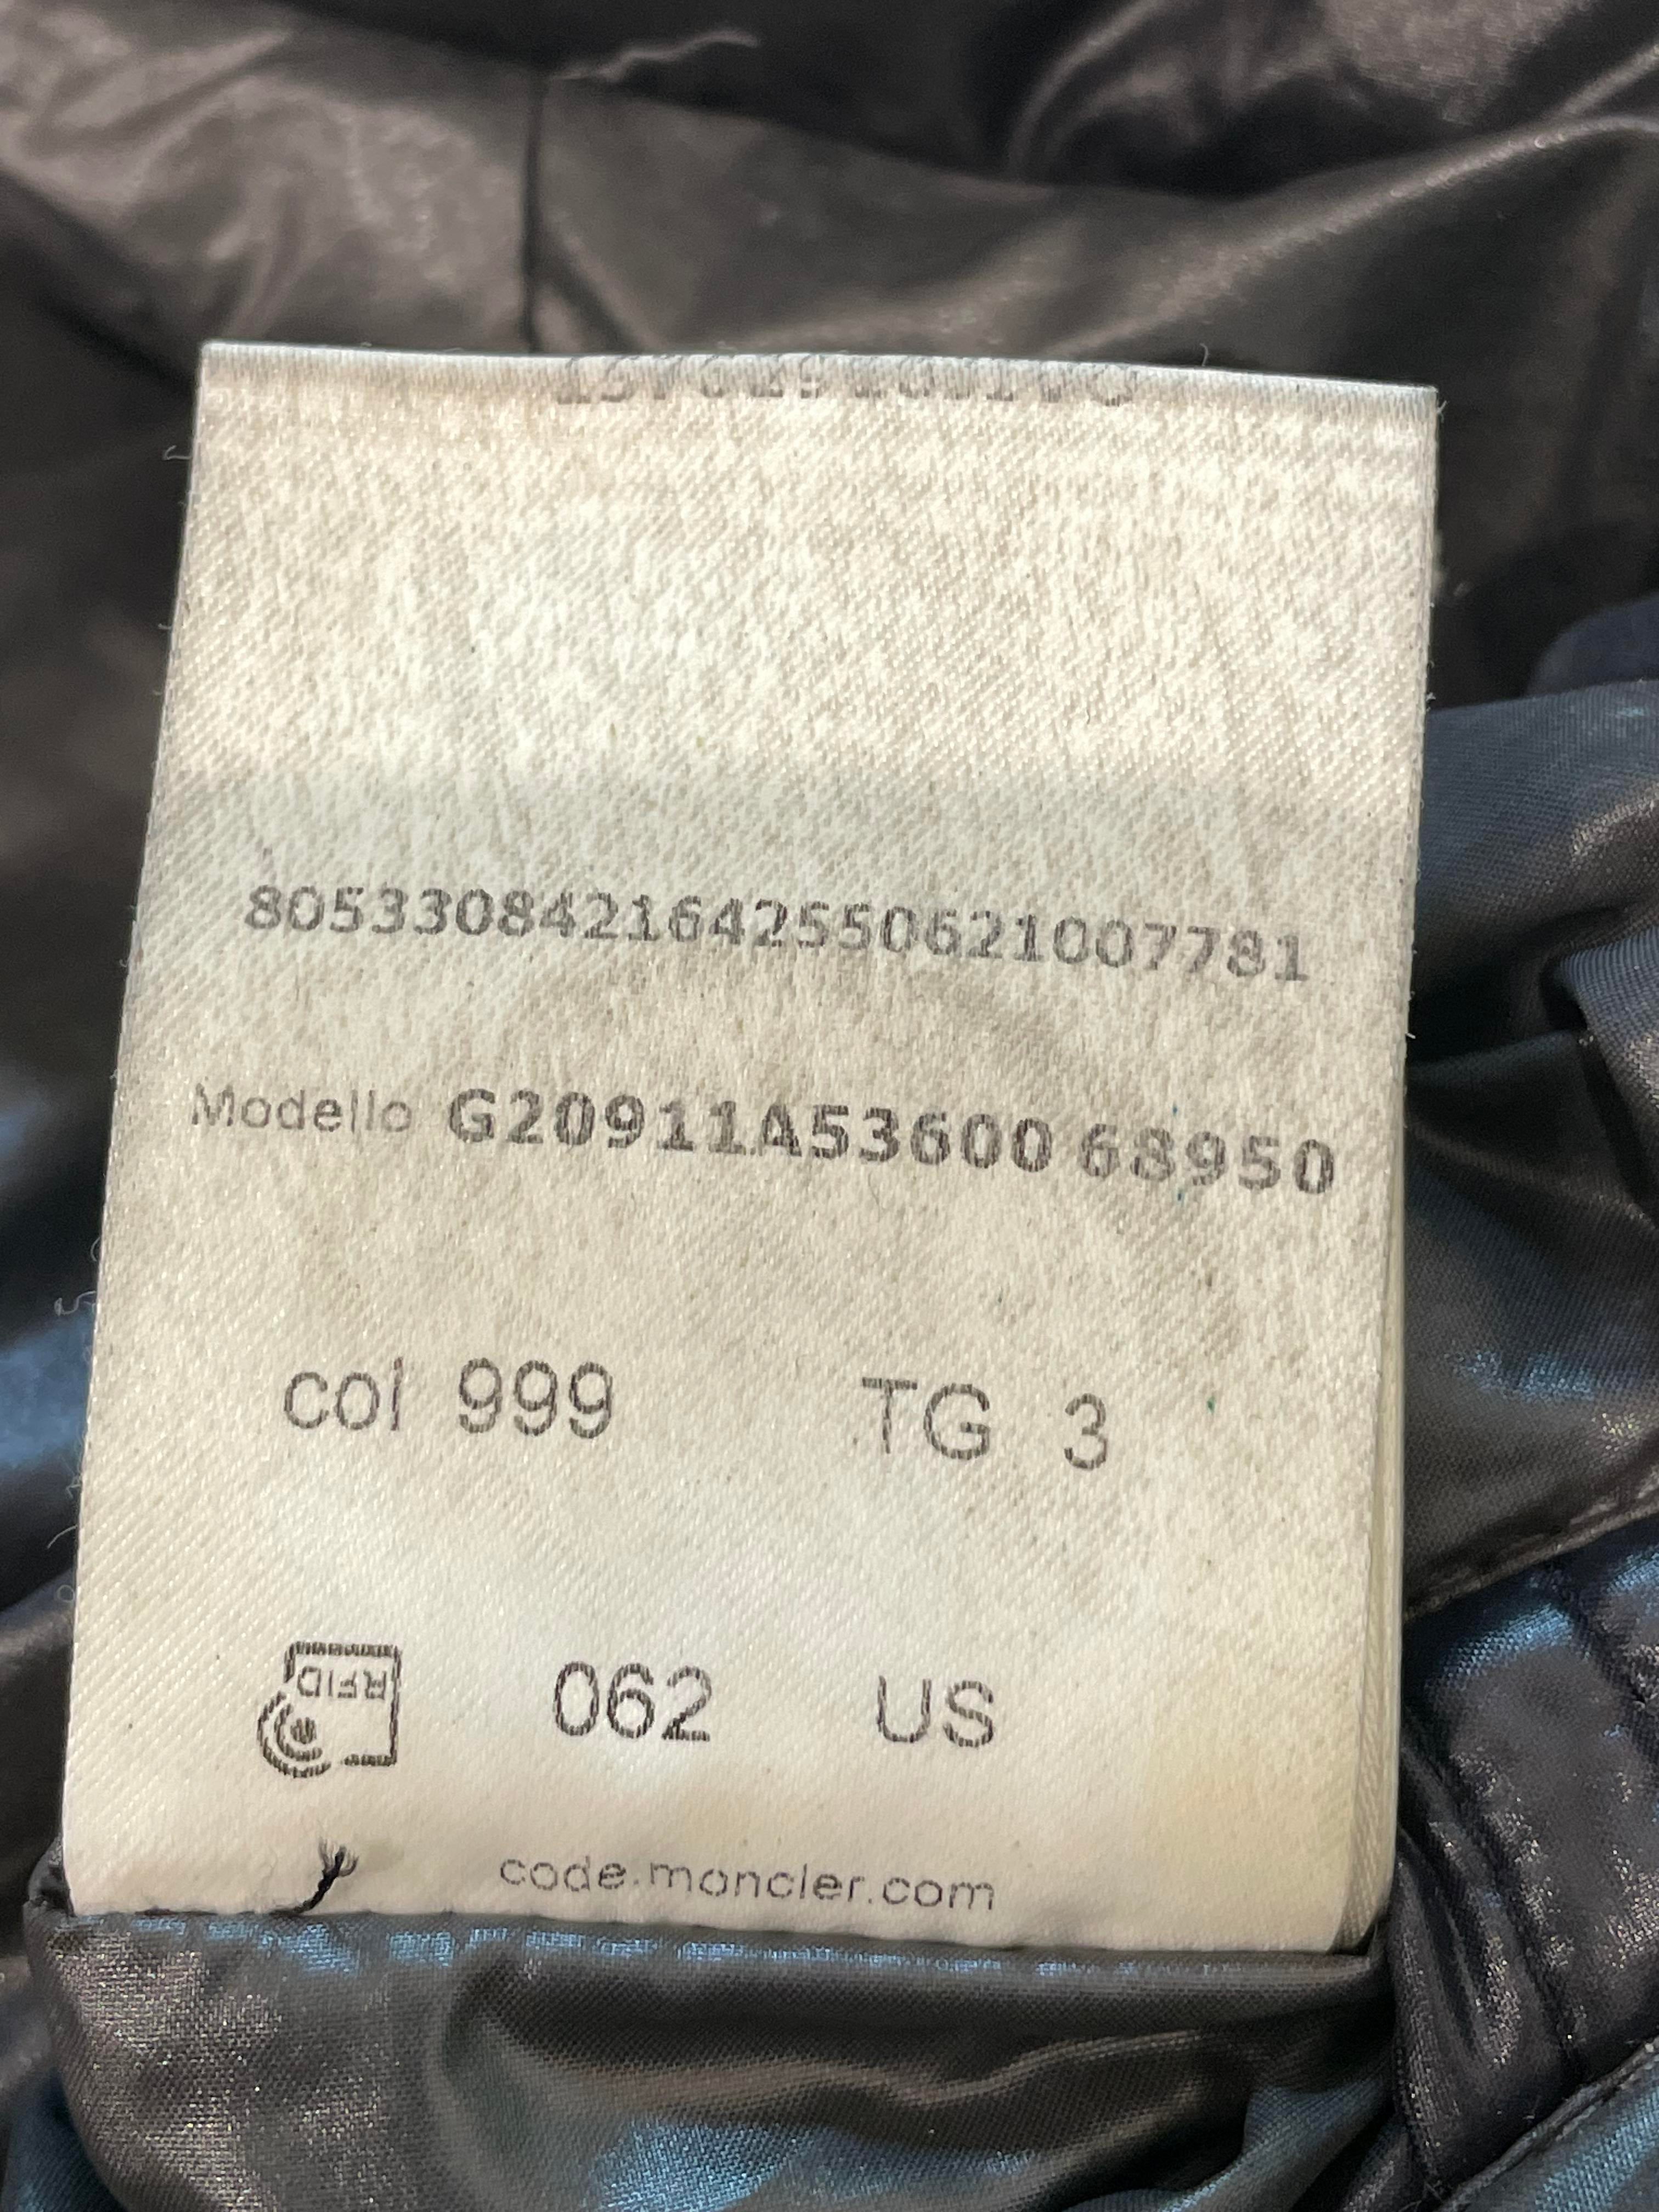 8053308421642550621007781
Modello G20911A53600 68950
col 999 TG 3
RFID 062 US
code.moncler.com